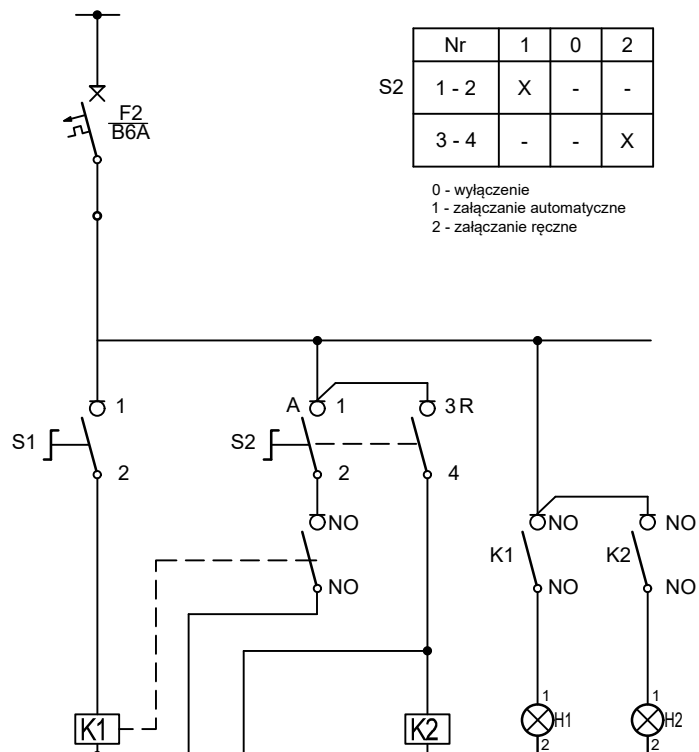 F2
B6A
Nr 1 0 2
S2 1 - 2 X - -
3 - 4 - - X
0 - wyłączenie
1 - załączanie automatyczne
2 - załączanie ręczne
A 1 3 R
1
S1 S2
2 2 4
NO NO NO
K1 K2
NO NO NO
1 1
K1 K2 H1 H2
2 2